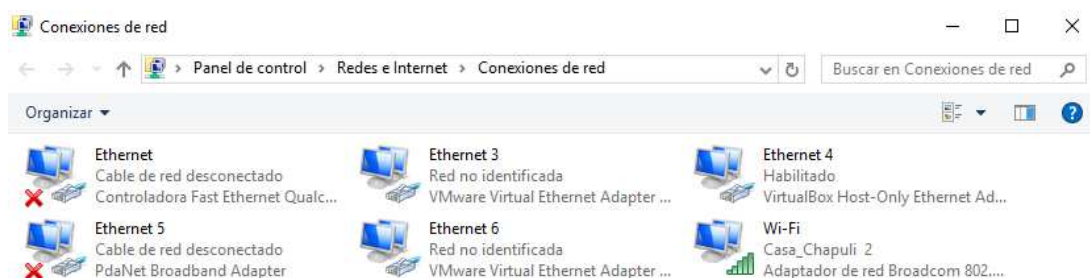 Conexiones de red
Panel de control > Redes e Internet > Conexiones de red
Buscar en Conexiones de red
Organizar
Ethernet
Cable de red desconectado
Controladora Fast Ethernet Qualc...
Ethernet 3
Red no identificada
VMware Virtual Ethernet Adapter ...
Ethernet 4
Habilitado
VirtualBox Host-Only Ethernet Ad...
Ethernet 5
Cable de red desconectado
PdaNet Broadband Adapter
Ethernet 6
Red no identificada
VMware Virtual Ethernet Adapter ...
Wi-Fi
Casa_Chapuli 2
Adaptador de red Broadcom 802....